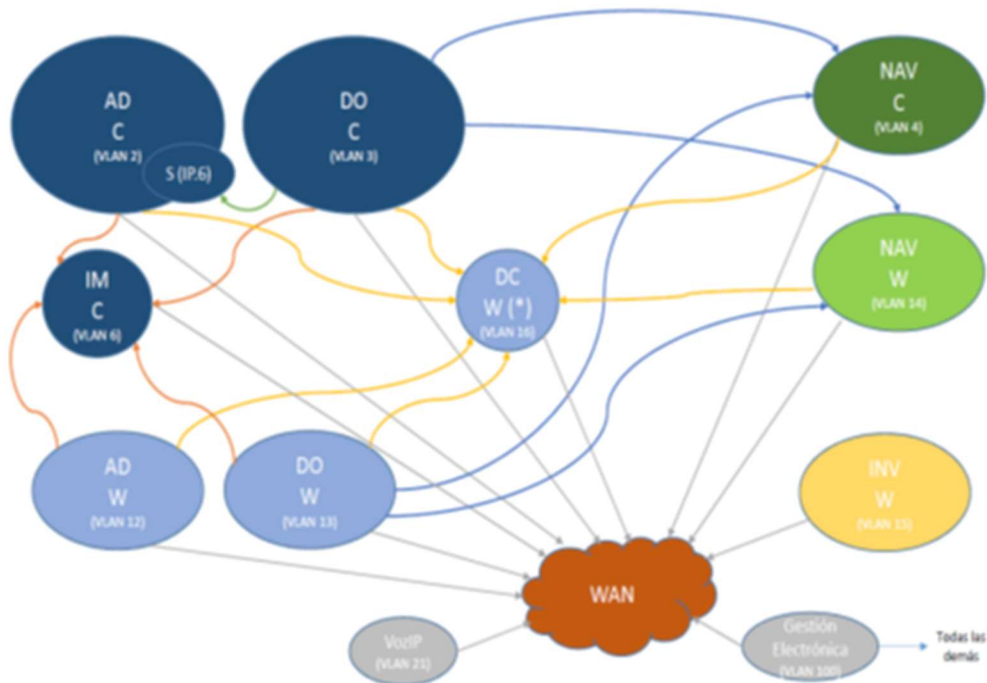 AD
C
(VLAN 2)
S (IP.6)
DO
C
(VLAN 3)
NAV
C
(VLAN 4)
IM
C
(VLAN 6)
DC
W (*)
(VLAN 16)
NAV
W
(VLAN 14)
AD
W
(VLAN 12)
DO
W
(VLAN 13)
INV
W
(VLAN 15)
WAN
VozIP
(VLAN 21)
Gestión
Electrónica
(VLAN 100)
Todas las
demás